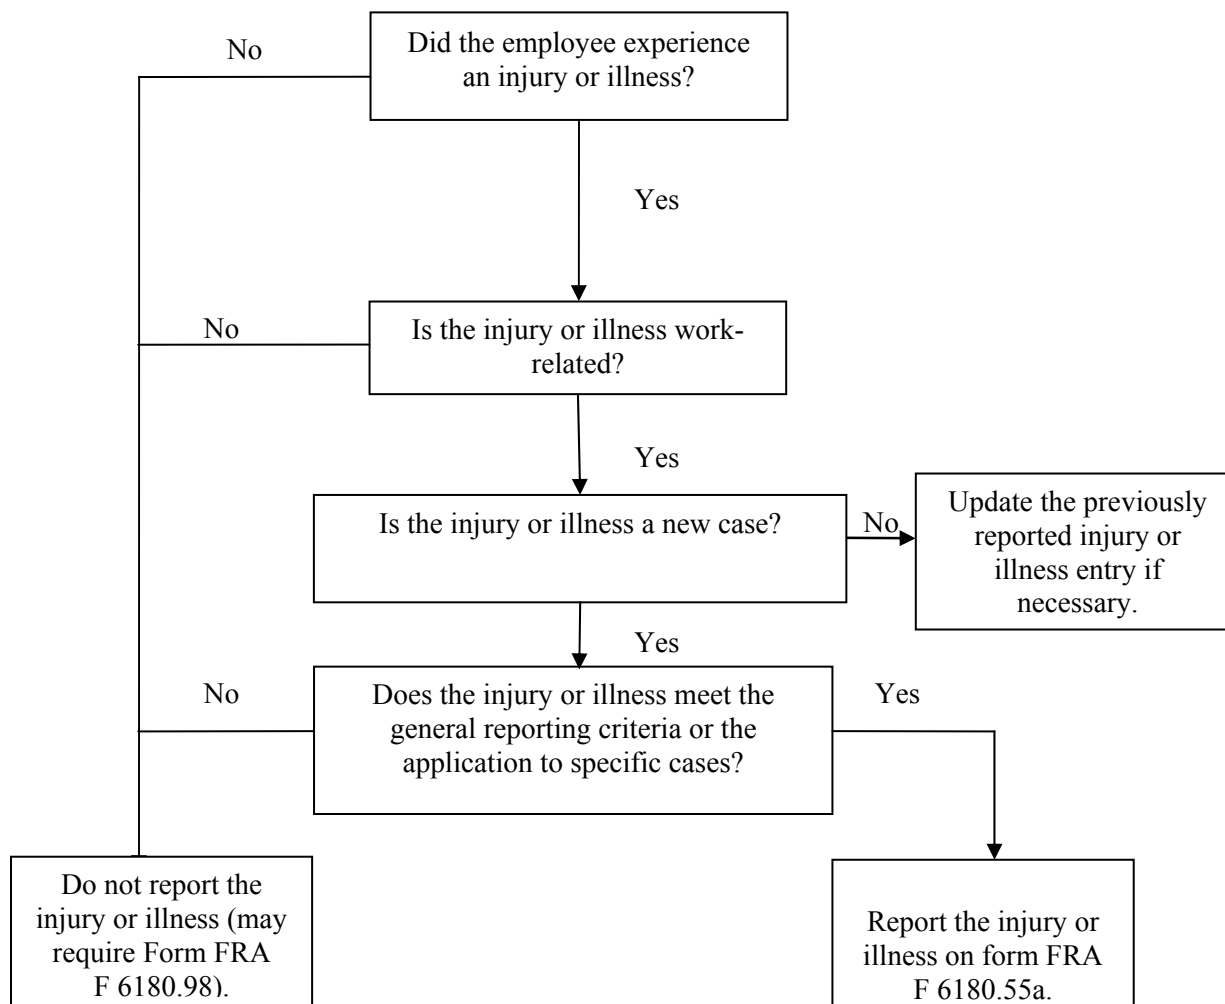 No
Did the employee experience
an injury or illness?
Yes
No
Is the injury or illness work-
related?
Yes
Is the injury or illness a new case?
No
Update the previously
reported injury or
illness entry if
necessary.
Yes
No
Does the injury or illness meet the
general reporting criteria or the
application to specific cases?
Yes
Do not report the
injury or illness (may
require Form FRA
F 6180.98).
Report the injury or
illness on form FRA
F 6180.55a.